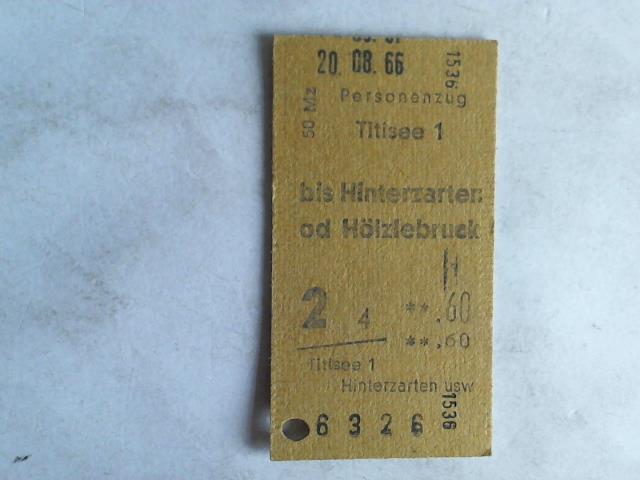 20. 08. 66
1536
50 Mz
Personenzug
Titisee 1
bis Hinterzarten
od Hölzlebruck
H
2 4 **.60
**.60
Titisee 1
Hinterzarten usw
1536
6326